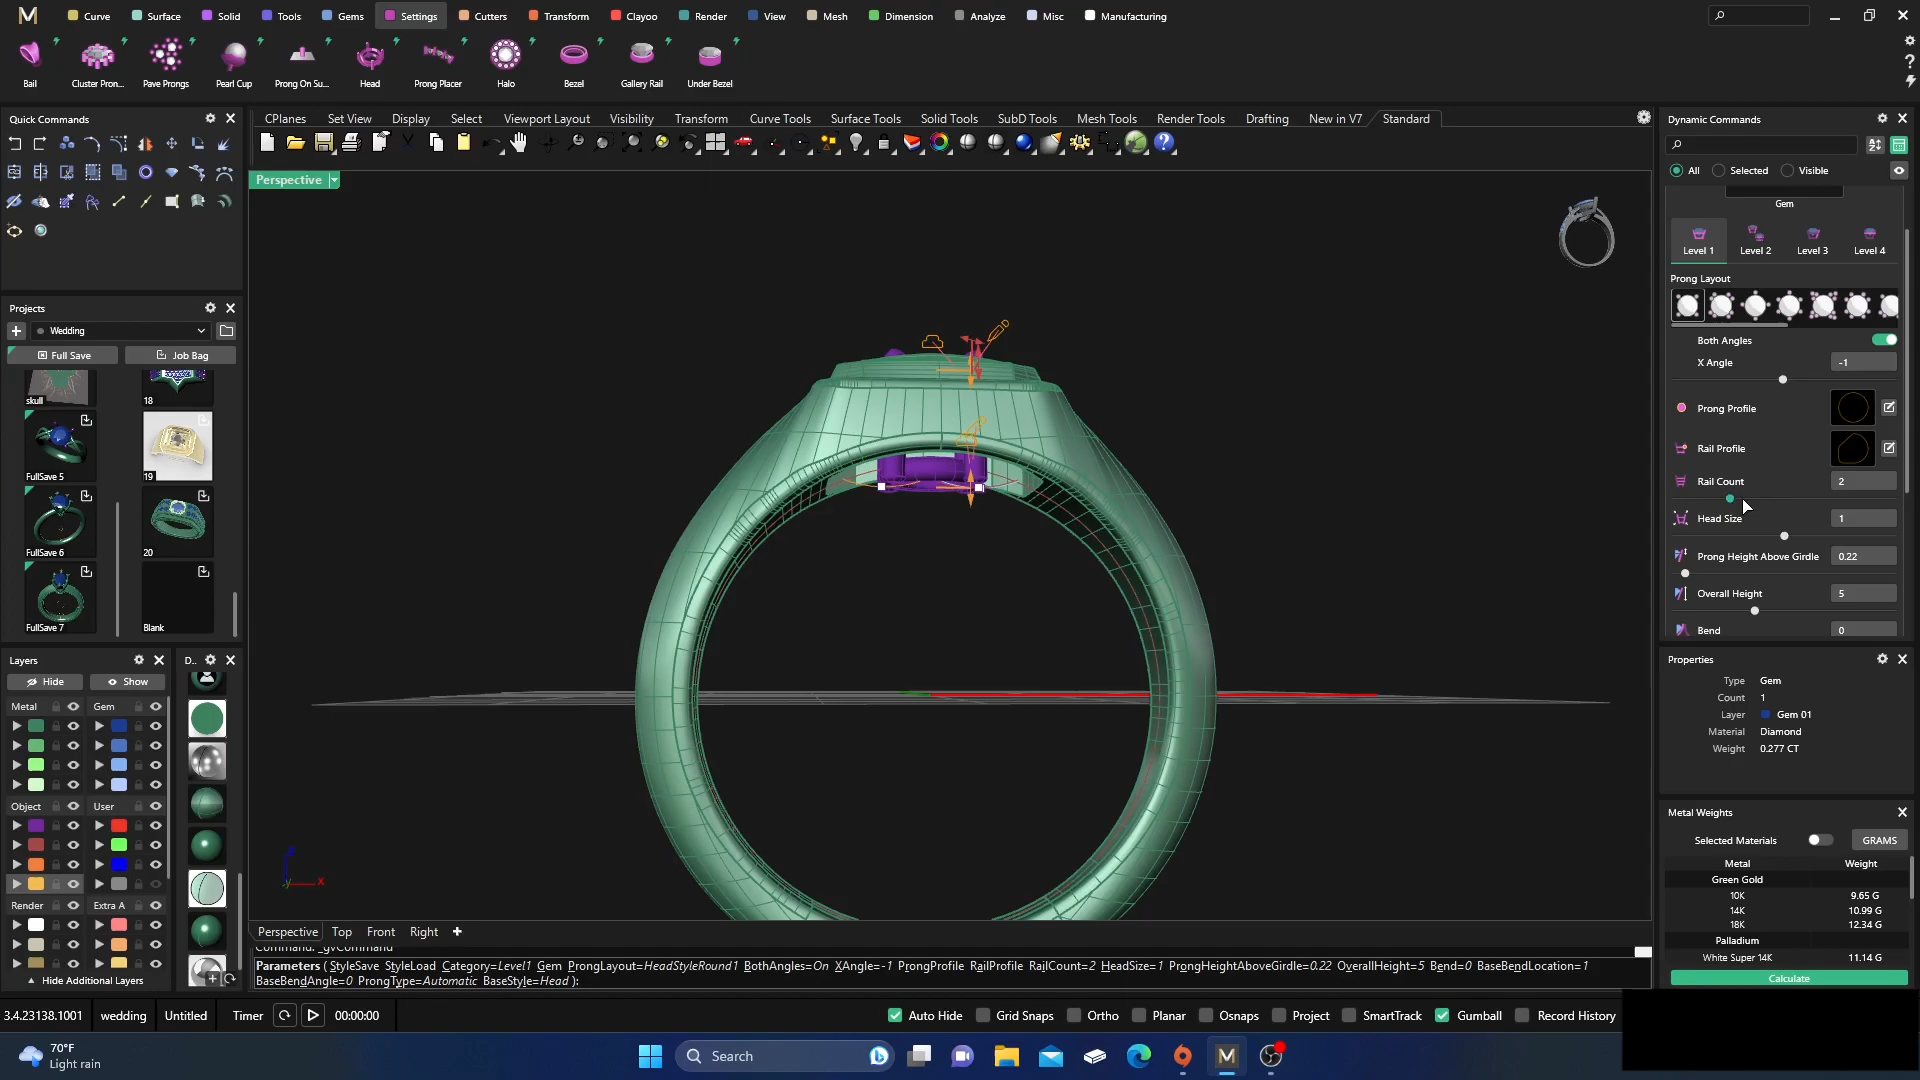 Curve Surface Solid Tools Gems Settings Cutters Transform Clayoo Render View Mesh Dimension Analyze Misc Manufacturing
Bail Cluster Pron... Pave Prongs Pearl Cup Prong On Su... Head Prong Placer Halo Bezel Gallery Rail Under Bezel
Quick Commands
CPlanes Set View Display Select Viewport Layout Visibility Transform Curve Tools Surface Tools Solid Tools SubD Tools Mesh Tools Render Tools Drafting New in V7 Standard
Perspective
Projects
Wedding
Full Save Job Bag
skull 18
FullSave 5 19
FullSave 6 20
FullSave 7 Blank
Layers D..
Hide Show
Metal Gem
Object User
Render Extra A
Hide Additional Layers
z
y x
Dynamic Commands
All Selected Visible
Gem
Level 1 Level 2 Level 3 Level 4
Prong Layout
Both Angles
X Angle -1
Prong Profile
Rail Profile
Rail Count 2
Head Size 1
Prong Height Above Girdle 0.22
Overall Height 5
Bend 0
Properties
Type Gem
Count 1
Layer Gem 01
Material Diamond
Weight 0.277 CT
Metal Weights
Selected Materials GRAMS
Metal Weight
Green Gold
10K 9.65 G
14K 10.99 G
18K 12.34 G
Palladium
White Super 14K 11.14 G
Calculate
Perspective Top Front Right
Command: _gvCommand
Parameters ( StyleSave StyleLoad Category=Level1 Gem ProngLayout=HeadStyleRound1 BothAngles=On XAngle=-1 ProngProfile RailProfile RailCount=2 HeadSize=1 ProngHeightAboveGirdle=0.22 OverallHeight=5 Bend=0 BaseBendLocation=1
BaseBendAngle=0 ProngType=Automatic BaseStyle=Head ):
3.4.23138.1001 wedding Untitled Timer 00:00:00 Auto Hide Grid Snaps Ortho Planar Osnaps Project SmartTrack Gumball Record History
70°F
Light rain
Search